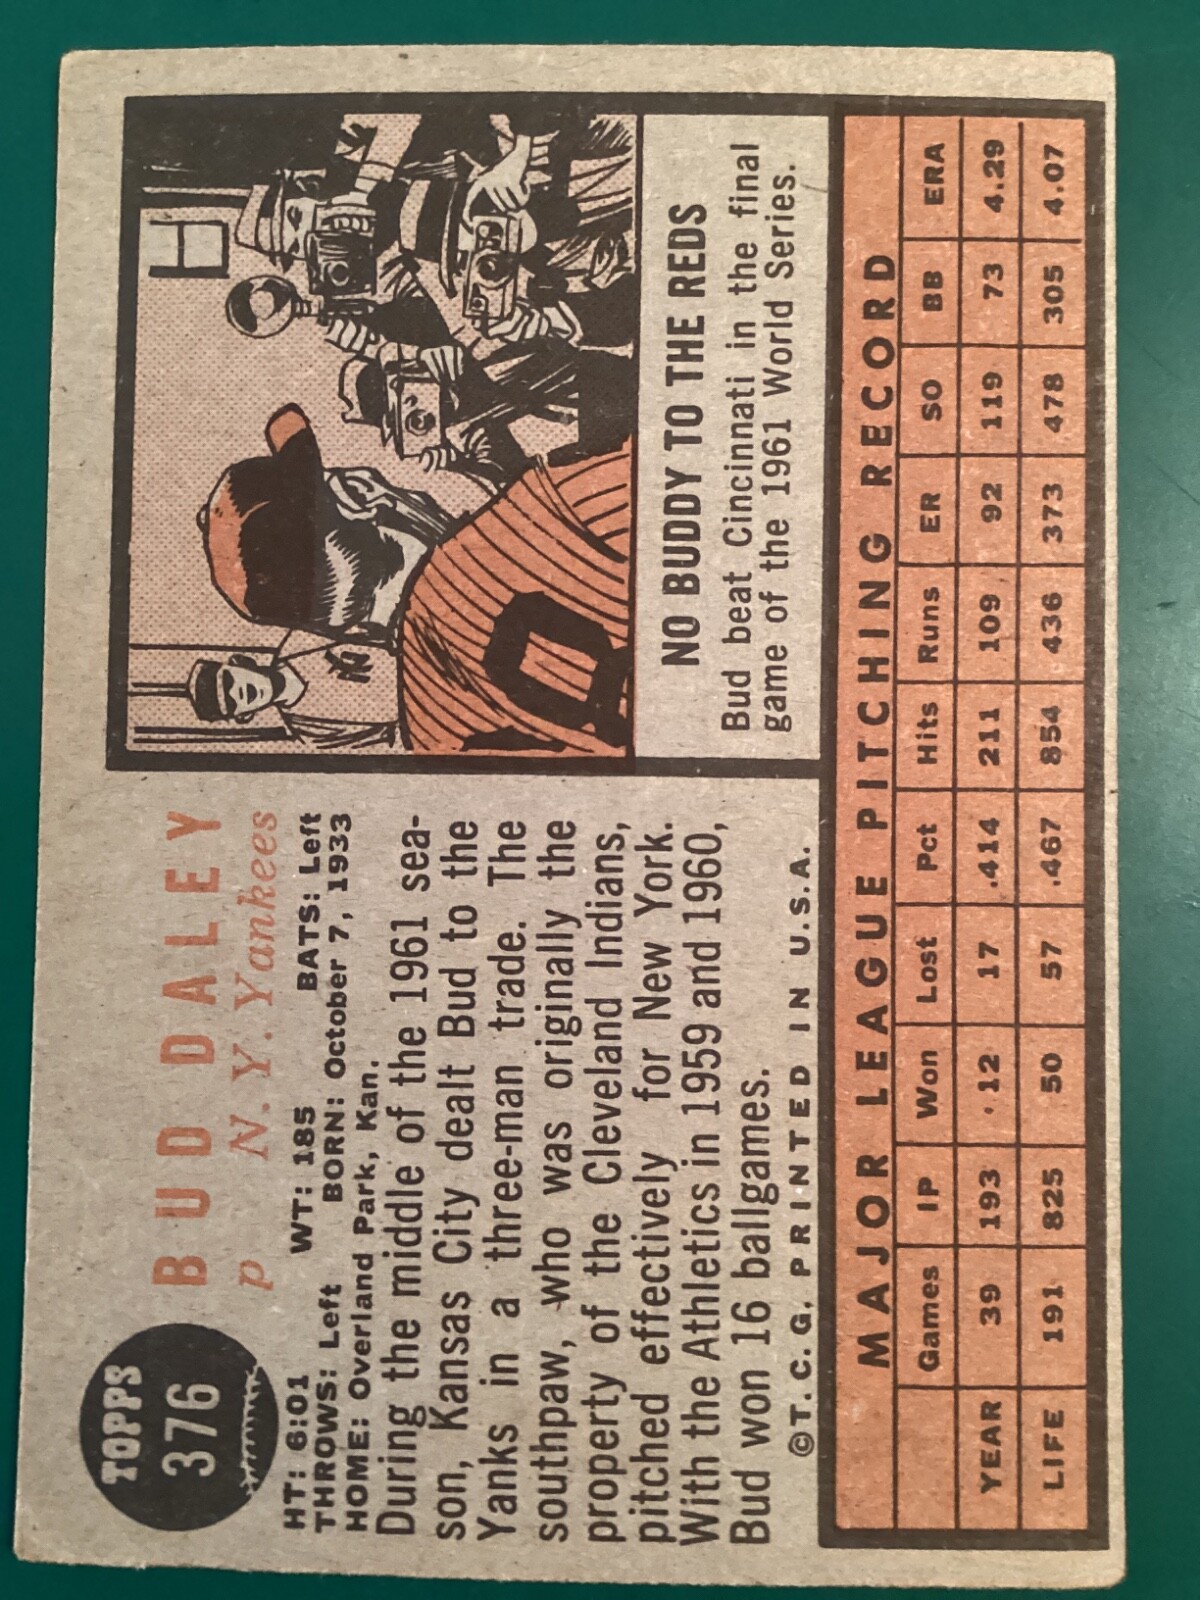 TOPPS
376
BUD DALEY
P N.Y. Yankees
HT: 6:01 WT: 185 BATS: Left
THROWS: Left BORN: October 7, 1933
HOME: Overland Park, Kan.
During the middle of the 1961 sea-
son, Kansas City dealt Bud to the
Yanks in a three-man trade. The
southpaw, who was originally the
property of the Cleveland Indians,
pitched effectively for New York.
With the Athletics in 1959 and 1960,
Bud won 16 ballgames.
©T.C.G. PRINTED IN U.S.A.
NY
NO BUDDY TO THE REDS
Bud beat Cincinnati in the final
game of the 1961 World Series.
MAJOR LEAGUE PITCHING RECORD
Games IP Won Lost Pct Hits Runs ER SO BB ERA
YEAR 39 193 12 17 .414 211 109 92 119 73 4.29
LIFE 191 825 50 57 .467 854 436 373 478 305 4.07